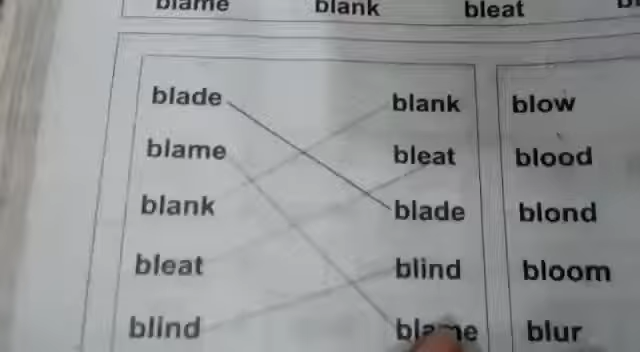 blame blank bleat
blade blank blow
blame bleat blood
blank blade blond
bleat blind bloom
blind blame blur